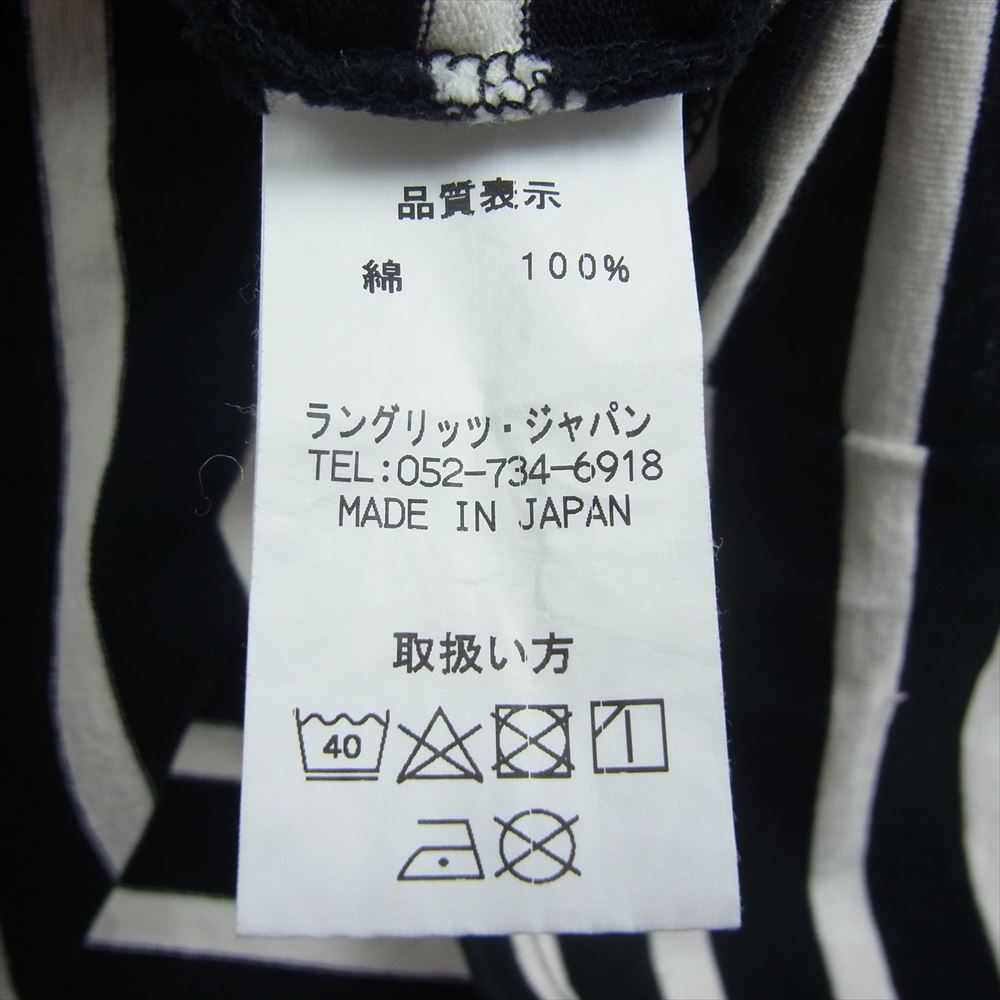 品質表示
綿 100%
ラングリッツ・ジャパン
TEL:052-734-6918
MADE IN JAPAN
取扱い方
40